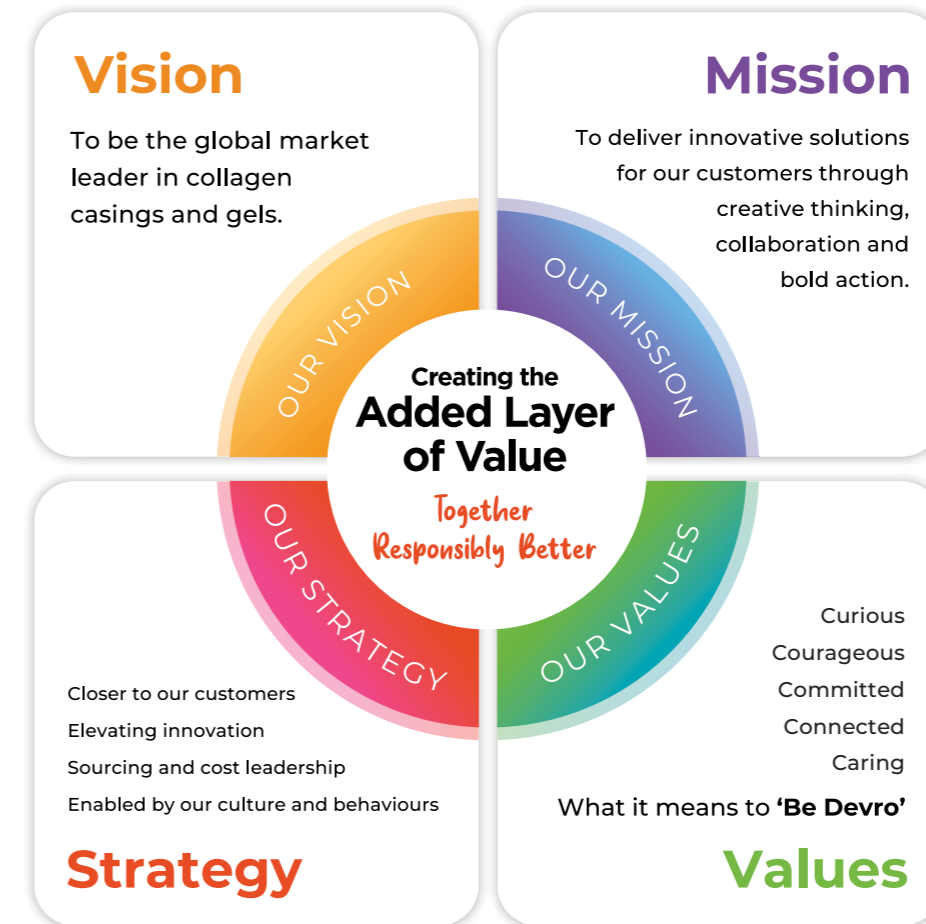 Vision
To be the global market
leader in collagen
casings and gels.
Mission
To deliver innovative solutions
for our customers through
creative thinking,
collaboration and
bold action.
OUR VISION
OUR MISSION
Creating the
Added Layer
of Value
Together
Responsibly Better
OUR STRATEGY
OUR VALUES
Closer to our customers
Elevating innovation
Sourcing and cost leadership
Enabled by our culture and behaviours
Strategy
Curious
Courageous
Committed
Connected
Caring
What it means to ‘Be Devro’
Values